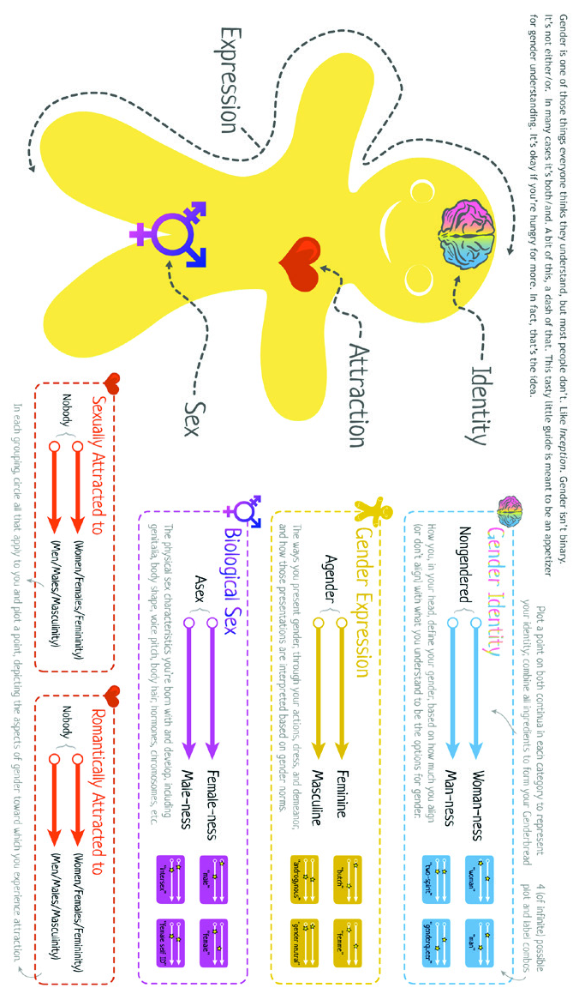 Gender is one of those things everyone thinks they understand, but most people don't. Like Inception. Gender isn't binary.
It's not either/or. In many cases it's both/and. A bit of this, a dash of that. This tasty little guide is meant to be an appetizer
for gender understanding. It's okay if you're hungry for more. In fact, that's the idea.
Identity
Attraction
Expression
Sex
Plot a point on both continua in each category to represent
your identity; combine all ingredients to form your Genderbread
4 (of infinite) possible
plot and label combos
Gender Identity
Nongendered
Woman-ness
Man-ness
"woman"
"man"
"two-spirit"
"genderqueer"
How you, in your head, define your gender, based on how much you align
(or don't align) with what you understand to be the options for gender.
Gender Expression
Agender
Feminine
Masculine
"butch"
"femme"
"androgynous"
"gender neutral"
The ways you present gender, through your actions, dress, and demeanor,
and how those presentations are interpreted based on gender norms.
Biological Sex
Asex
Female-ness
Male-ness
"male"
"female"
"intersex"
"female self ID"
The physical sex characteristics you're born with and develop, including
genitalia, body shape, voice pitch, body hair, hormones, chromosomes, etc.
Sexually Attracted to
Nobody
(Women/Females/Femininity)
(Men/Males/Masculinity)
Romantically Attracted to
Nobody
(Women/Females/Femininity)
(Men/Males/Masculinity)
In each grouping, circle all that apply to you and plot a point, depicting the aspects of gender toward which you experience attraction.